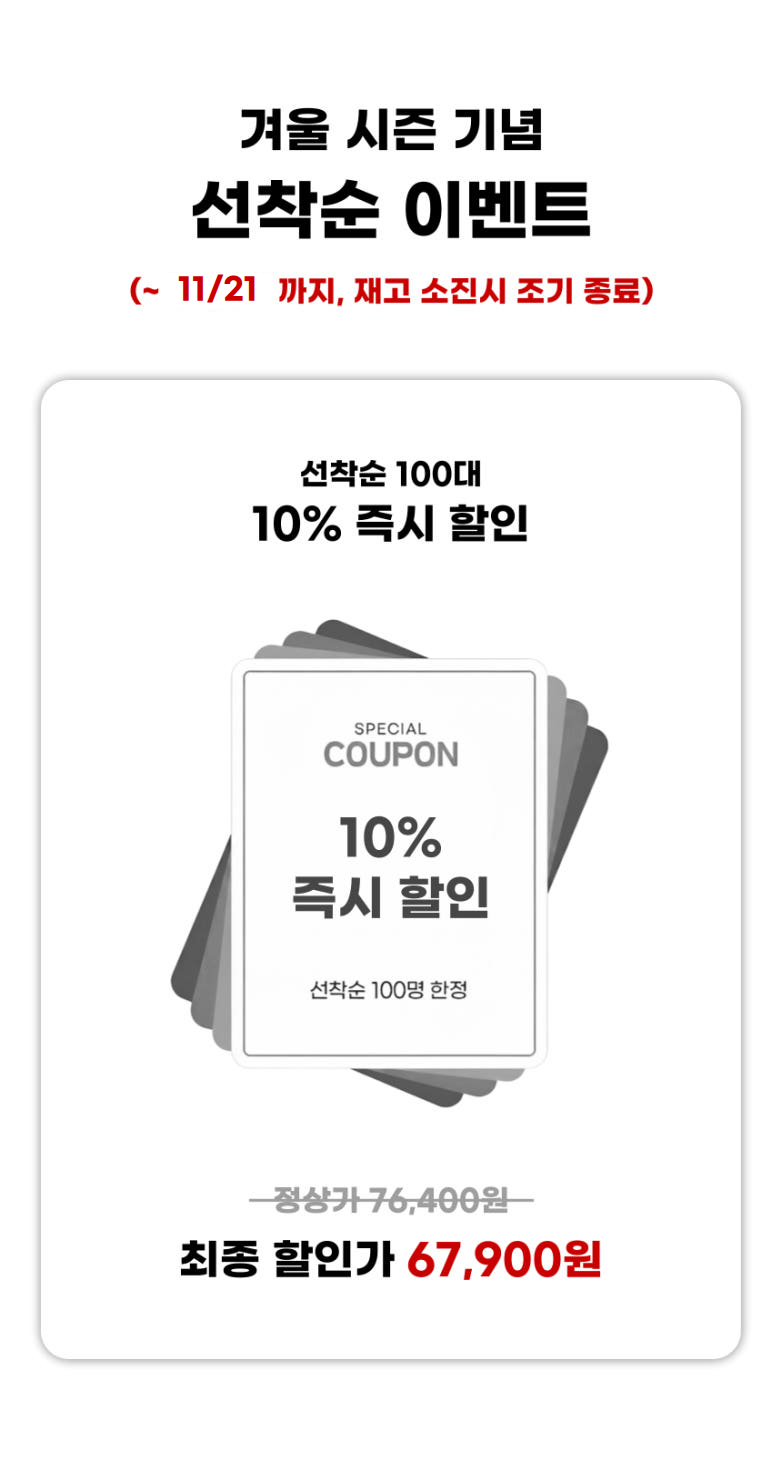 겨울 시즌 기념
선착순 이벤트
(~ 11/21 까지, 재고 소진시 조기 종료)
선착순 100대
10% 즉시 할인
SPECIAL
COUPON
10%
즉시 할인
선착순 100명 한정
정상가 76,400원
최종 할인가 67,900원